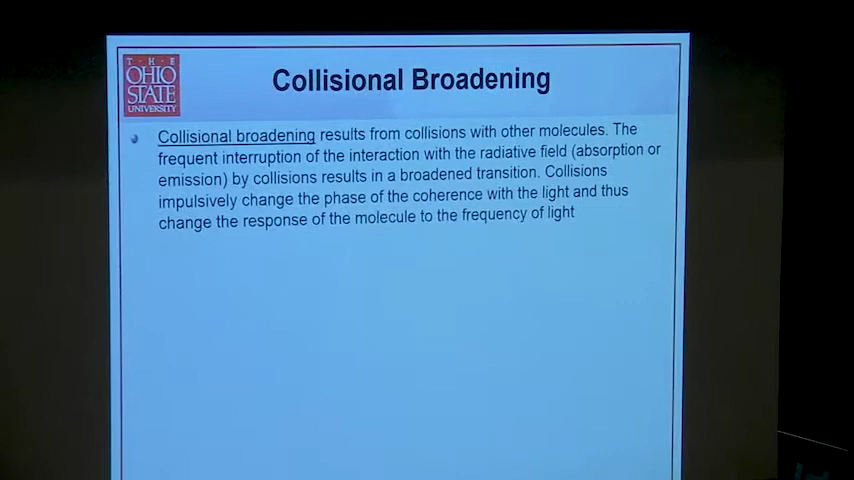 T · H · E
OHIO
STATE
UNIVERSITY
Collisional Broadening
Collisional broadening results from collisions with other molecules. The
frequent interruption of the interaction with the radiative field (absorption or
emission) by collisions results in a broadened transition. Collisions
impulsively change the phase of the coherence with the light and thus
change the response of the molecule to the frequency of light